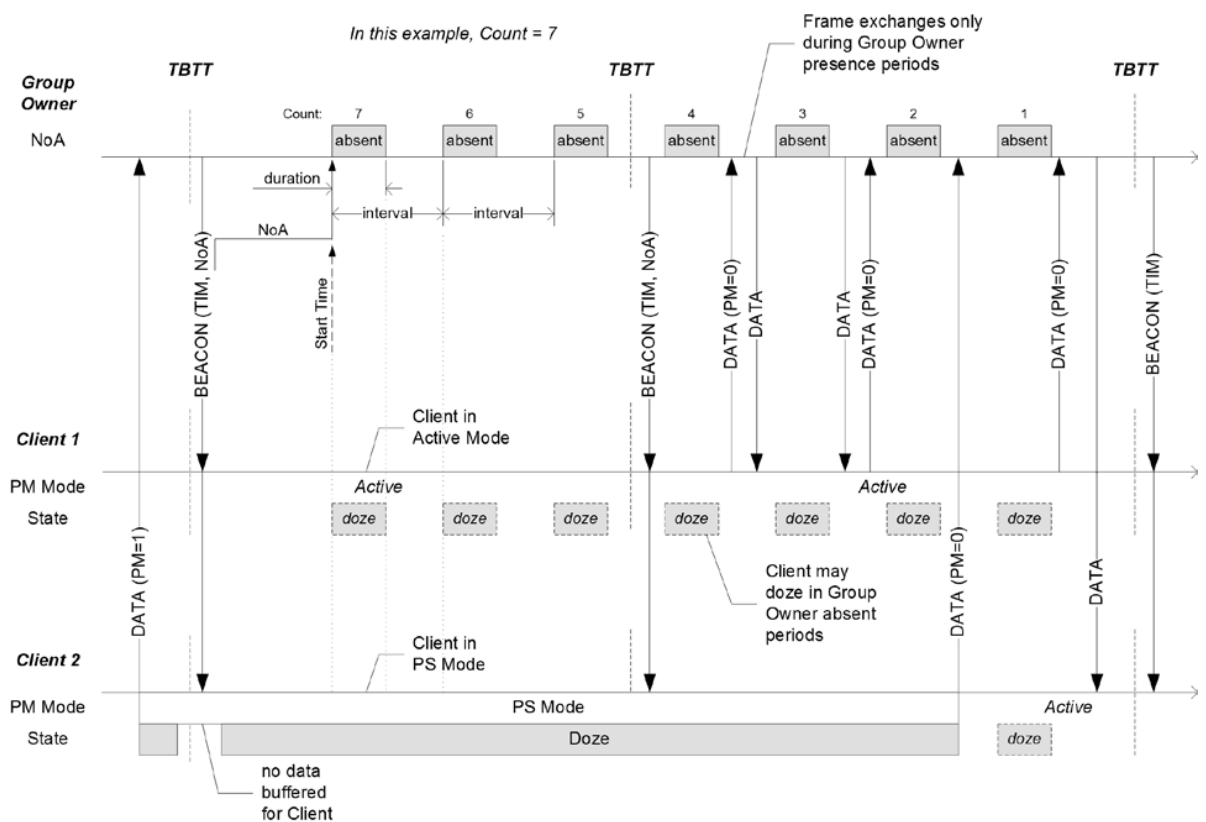 In this example, Count = 7
Frame exchanges only
during Group Owner
presence periods
TBTT
TBTT
TBTT
Group
Owner
NoA
Count:
7
6
5
4
3
2
1
absent
absent
absent
absent
absent
absent
absent
duration
interval
interval
NoA
Start Time
BEACON (TIM, NoA)
BEACON (TIM, NoA)
DATA (PM=0)
DATA
DATA
DATA (PM=0)
DATA (PM=0)
BEACON (TIM)
Client in
Active Mode
Client 1
PM Mode
Active
Active
State
doze
doze
doze
doze
doze
doze
doze
DATA (PM=1)
DATA (PM=0)
DATA
Client may
doze in Group
Owner absent
periods
Client in
PS Mode
Client 2
PM Mode
PS Mode
Active
State
Doze
doze
no data
buffered
for Client